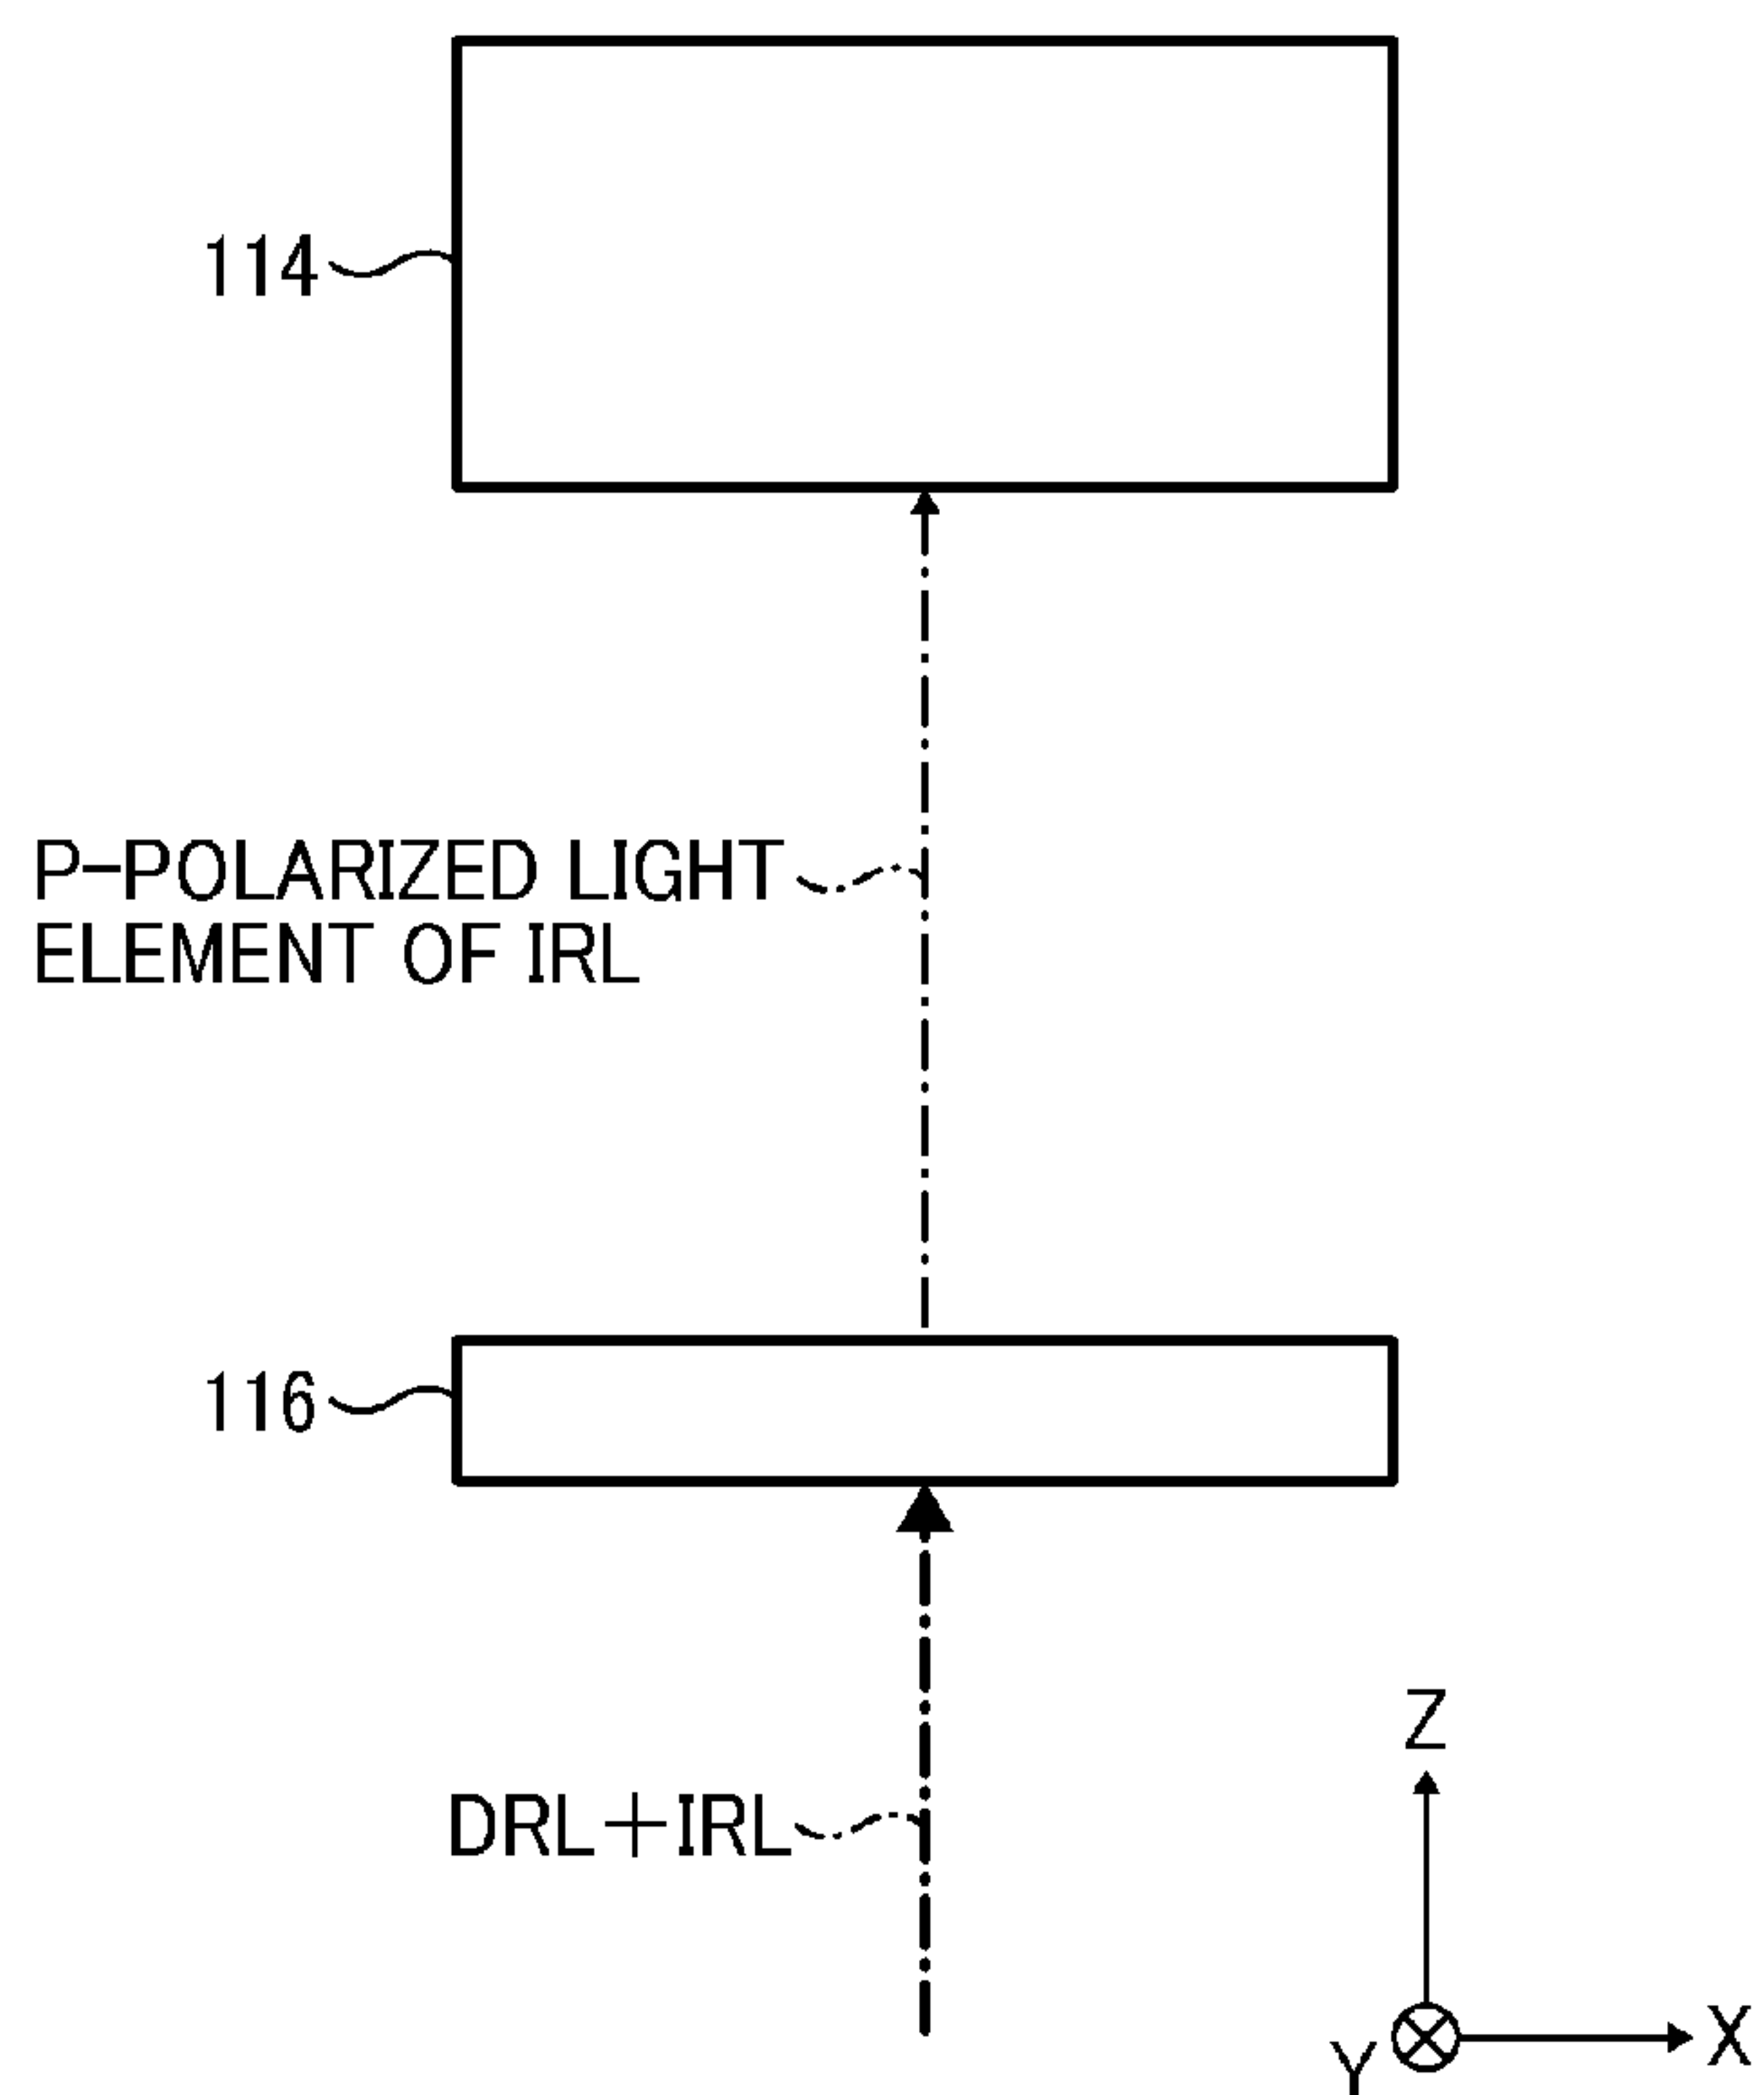 114
P-POLARIZED LIGHT
ELEMENT OF IRL
116
DRL+IRL
Z
X
Y